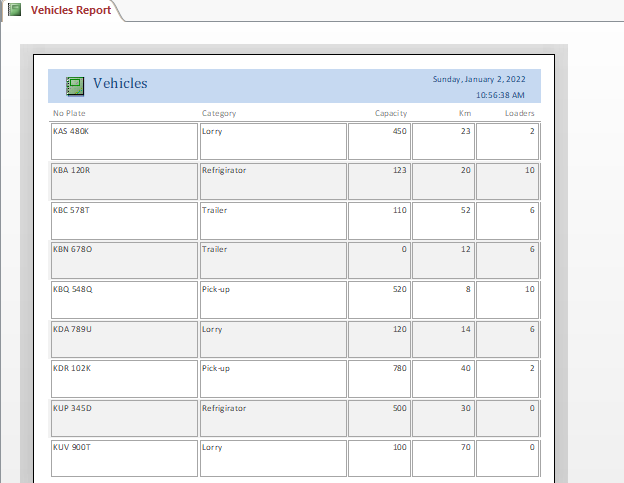 Vehicles Report
Vehicles
Sunday, January 2, 2022
10:56:38 AM
No Plate Category Capacity Km Loaders
KAS 480K Lorry 450 23 2
KBA 120R Refrigirator 123 20 10
KBC 578T Trailer 110 52 6
KBN 678O Trailer 0 12 6
KBQ 548Q Pick-up 520 8 10
KDA 789U Lorry 120 14 6
KDR 102K Pick-up 780 40 2
KUP 345D Refrigirator 500 30 0
KUV 900T Lorry 100 70 0